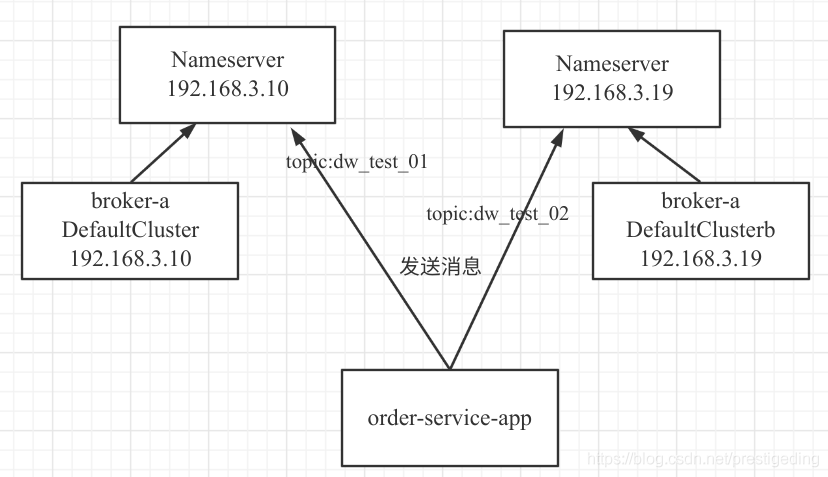 Nameserver
192.168.3.10
Nameserver
192.168.3.19
topic:dw_test_01
broker-a
DefaultCluster
192.168.3.10
topic:dw_test_02
broker-a
DefaultClusterb
192.168.3.19
发送消息
order-service-app
https://blog.csdn.net/prestigeding